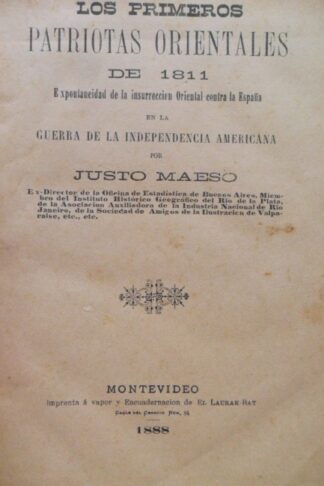 LOS PRIMEROS
PATRIOTAS ORIENTALES
DE 1811
Expontaneidad de la insurreccion Oriental contra la España
EN LA
GUERRA DE LA INDEPENDENCIA AMERICANA
POR
JUSTO MAESO
Ex-Director de la Oficina de Estadística de Buenos Aires, Miem-
bro del Instituto Histórico Geográfico del Rio de la Plata,
de la Asociacion Auxiliadora de la Industria Nacional de Rio
Janeiro, de la Sociedad de Amigos de la Ilustracion de Valpa-
raiso, etc., etc.
MONTEVIDEO
Imprenta á vapor y Encuadernacion de EL LAURAK-BAT
1888